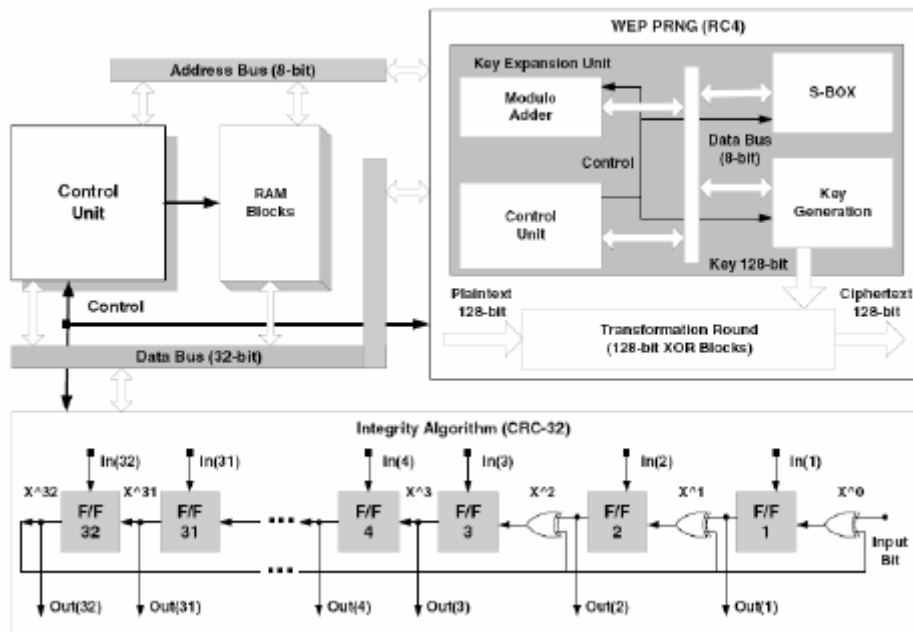 WEP PRNG (RC4)
Address Bus (8-bit)
Key Expansion Unit
Modulo
Adder
S-BOX
Data Bus
(8-bit)
Control
Control
Unit
RAM
Blocks
Control
Unit
Key
Generation
Key 128-bit
Control
Plaintext
128-bit
Ciphertext
128-bit
Transformation Round
(128-bit XOR Blocks)
Data Bus (32-bit)
Integrity Algorithm (CRC-32)
In(32)
In(31)
In(4)
In(3)
In(2)
In(1)
X^32
X^31
X^3
X^2
X^1
X^0
F/F
32
F/F
31
F/F
4
F/F
3
F/F
2
F/F
1
Input
Bit
Out(32)
Out(31)
Out(4)
Out(3)
Out(2)
Out(1)